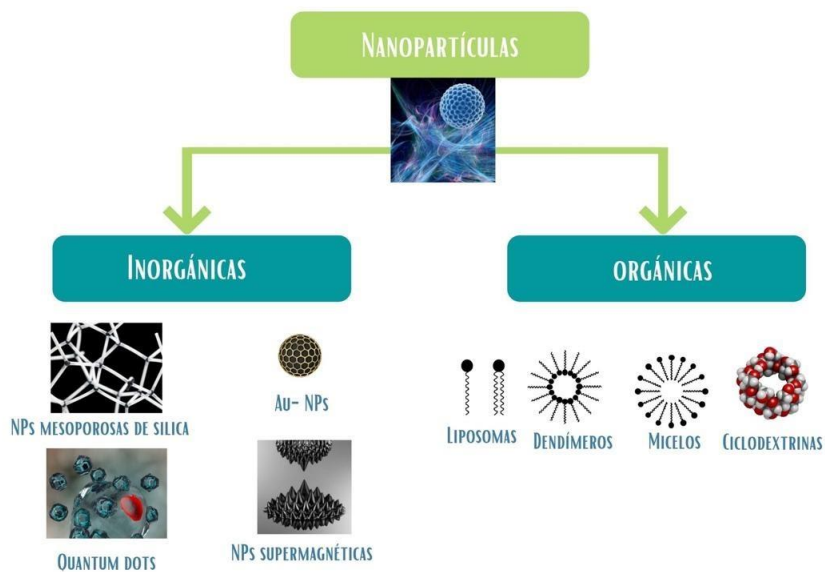 Nanopartículas
Inorgánicas
orgánicas
NPs mesoporosas de silica
Au- NPs
Liposomas
Dendímeros
Micelos
Ciclodextrinas
Quantum dots
NPs supermagnéticas